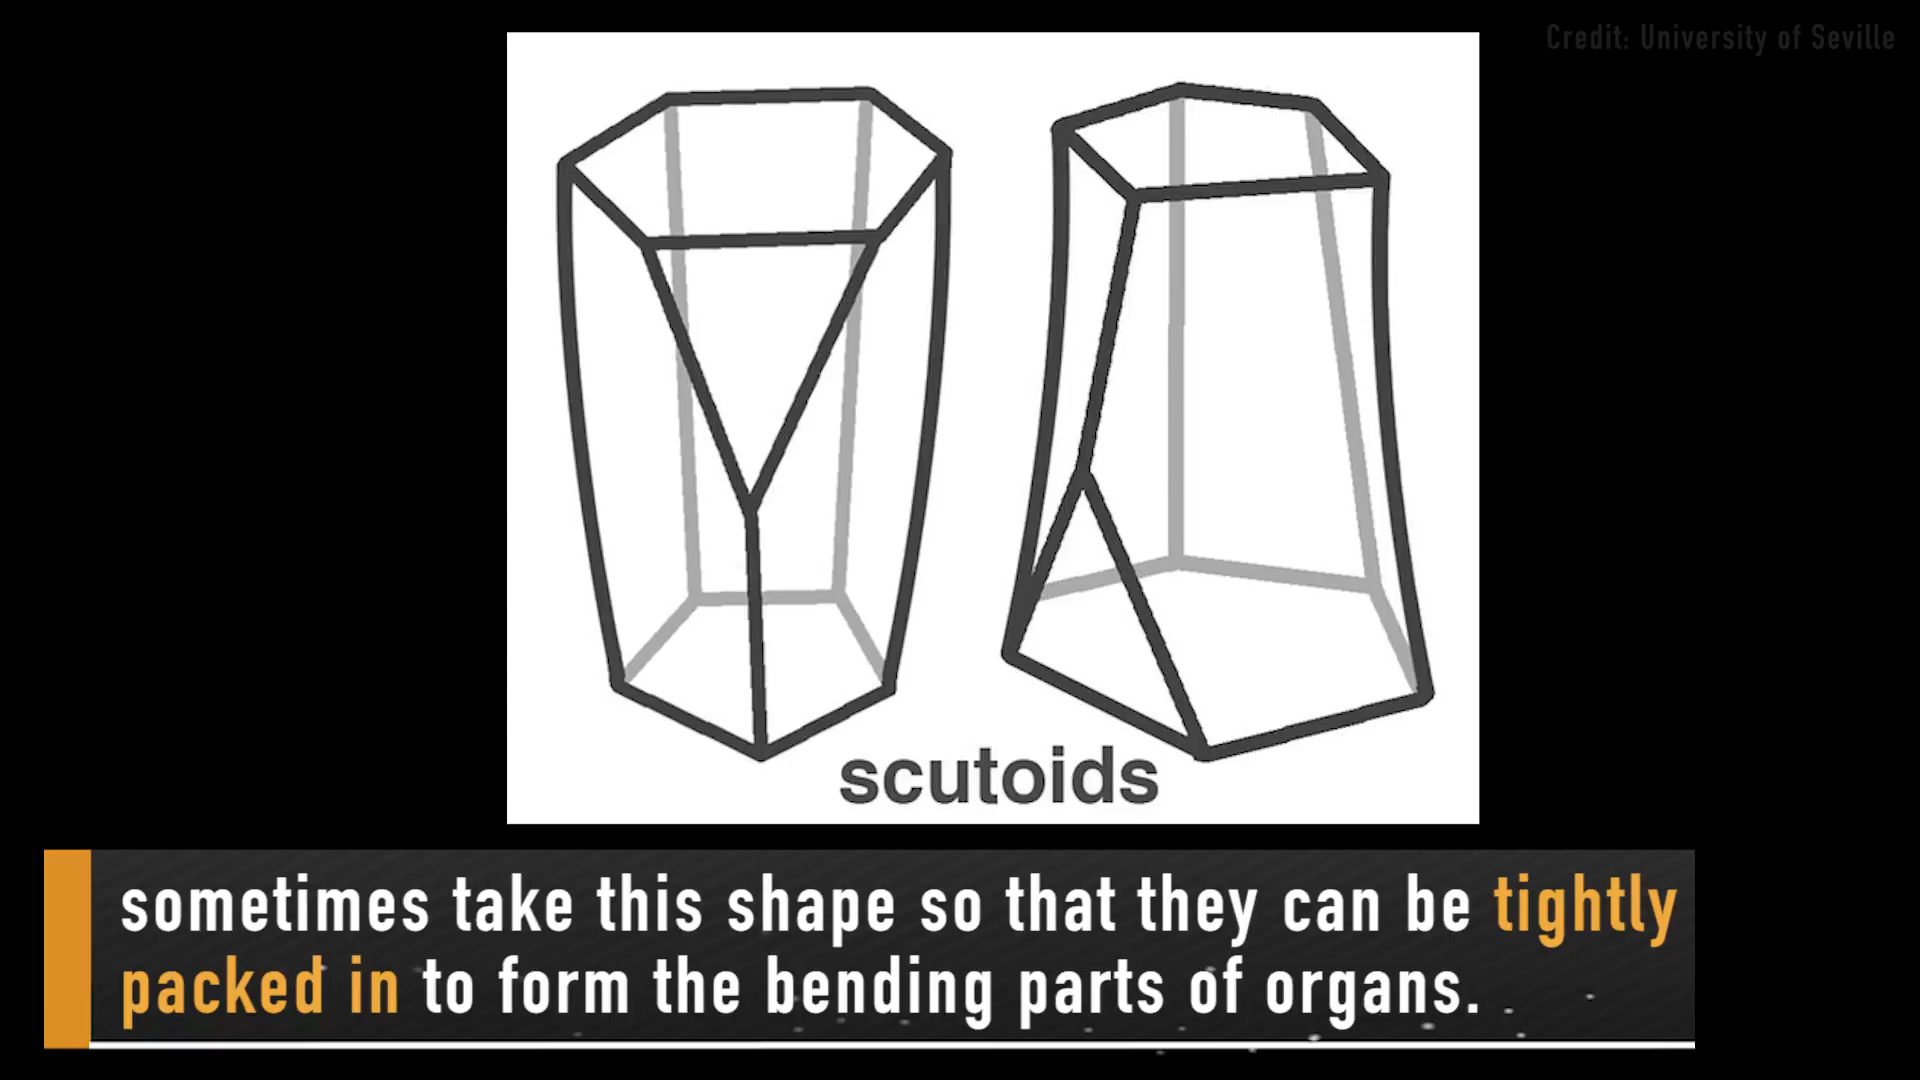 Credit: University of Seville
scutoids
sometimes take this shape so that they can be tightly
packed in to form the bending parts of organs.